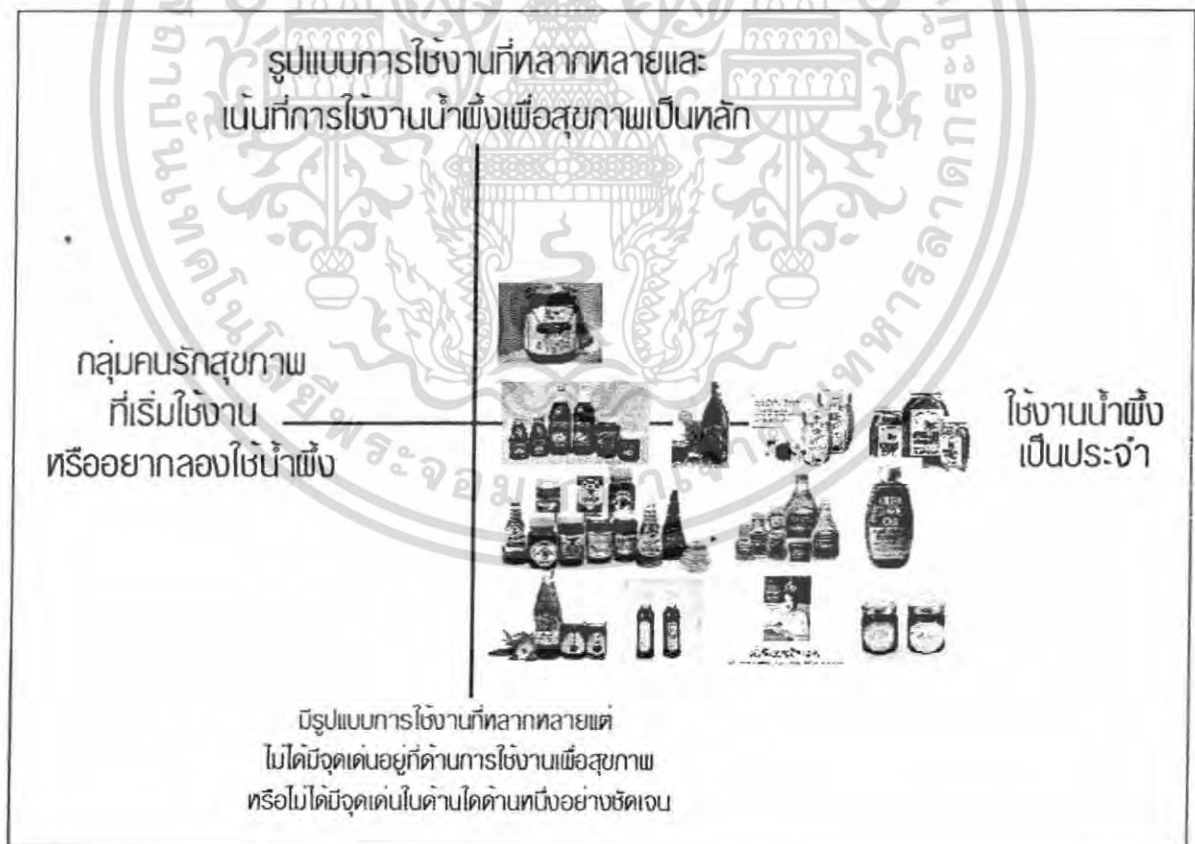 รูปแบบการใช้งานที่หลากหลายและ
เน้นที่การใช้งานน้ำผึ้งเพื่อสุขภาพเป็นหลัก
กลุ่มคนรักสุขภาพ
ที่เริ่มใช้งาน
หรืออยากลองใช้น้ำผึ้ง
ใช้งานน้ำผึ้ง
เป็นประจำ
มีรูปแบบการใช้งานที่หลากหลายแต่
ไม่ได้มีจุดเด่นอยู่ที่ด้านการใช้งานเพื่อสุขภาพ
หรือไม่ได้มีจุดเด่นในด้านใดด้านหนึ่งอย่างชัดเจน